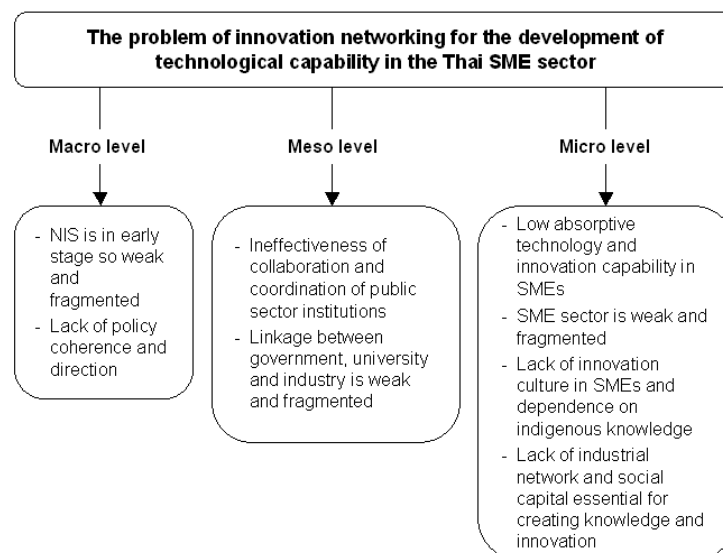 The problem of innovation networking for the development of
technological capability in the Thai SME sector
Macro level
Meso level
Micro level
- NIS is in early
stage so weak
and
fragmented
- Lack of policy
coherence and
direction
- Ineffectiveness of
collaboration and
coordination of public
sector institutions
- Linkage between
government, university
and industry is weak
and fragmented
- Low absorptive
technology and
innovation capability in
SMEs
- SME sector is weak and
fragmented
- Lack of innovation
culture in SMEs and
dependence on
indigenous knowledge
- Lack of industrial
network and social
capital essential for
creating knowledge and
innovation